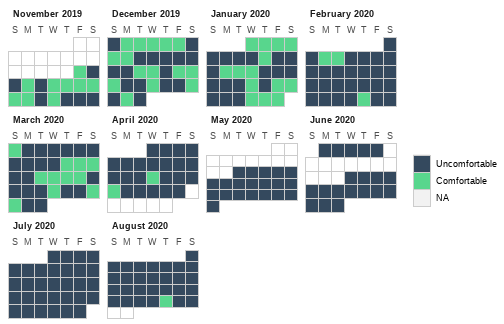 November 2019
S M T W T F S
December 2019
S M T W T F S
January 2020
S M T W T F S
February 2020
S M T W T F S
March 2020
S M T W T F S
April 2020
S M T W T F S
May 2020
S M T W T F S
June 2020
S M T W T F S
Uncomfortable
Comfortable
NA
July 2020
S M T W T F S
August 2020
S M T W T F S